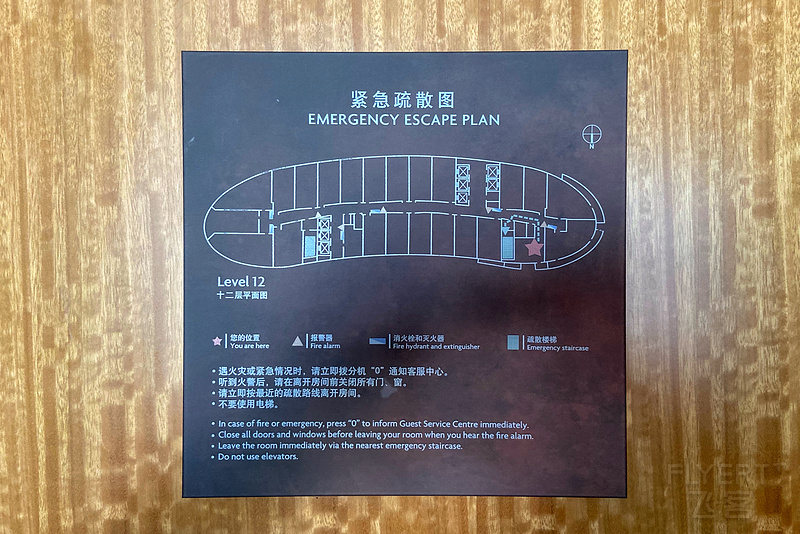 紧急疏散图
EMERGENCY ESCAPE PLAN
N
Level 12
十二层平面图
您的位置
You are here
报警器
Fire alarm
消火栓和灭火器
Fire hydrant and extinguisher
疏散楼梯
Emergency staircase
• 遇火灾或紧急情况时，请立即拨分机“0”通知客服中心。
• 听到火警后，请在离开房间前关闭所有门、窗。
• 请立即按最近的疏散路线离开房间。
• 不要使用电梯。
• In case of fire or emergency, press “0” to inform Guest Service Centre immediately.
• Close all doors and windows before leaving your room when you hear the fire alarm.
• Leave the room immediately via the nearest emergency staircase.
• Do not use elevators.
FLYERT
飞客